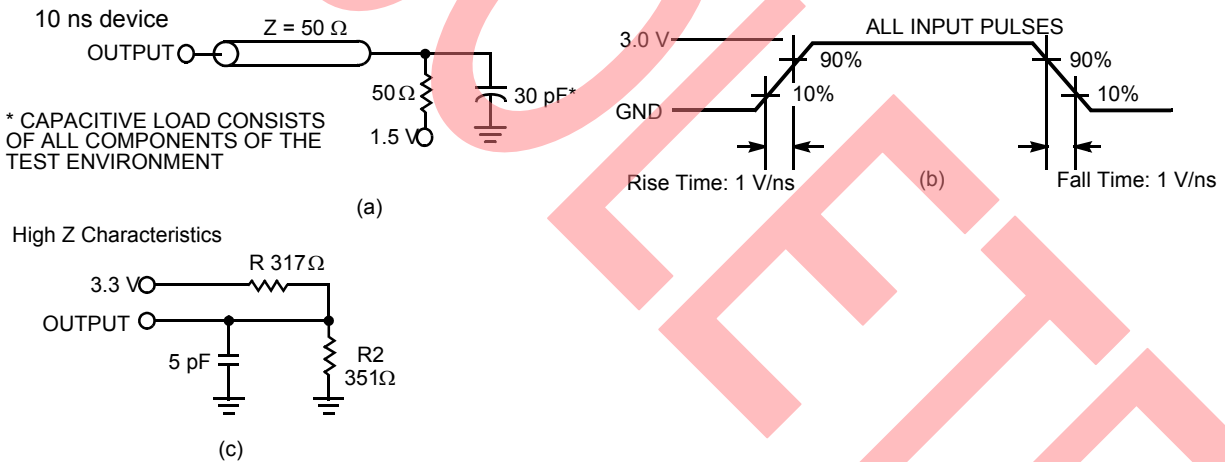 10 ns device
OUTPUT
Z = 50 Ω
50 Ω
30 pF*
1.5 V
* CAPACITIVE LOAD CONSISTS
OF ALL COMPONENTS OF THE
TEST ENVIRONMENT
(a)
ALL INPUT PULSES
3.0 V
90%
90%
10%
10%
GND
Rise Time: 1 V/ns
(b)
Fall Time: 1 V/ns
High Z Characteristics
R 317Ω
3.3 V
OUTPUT
5 pF
R2
351Ω
(c)